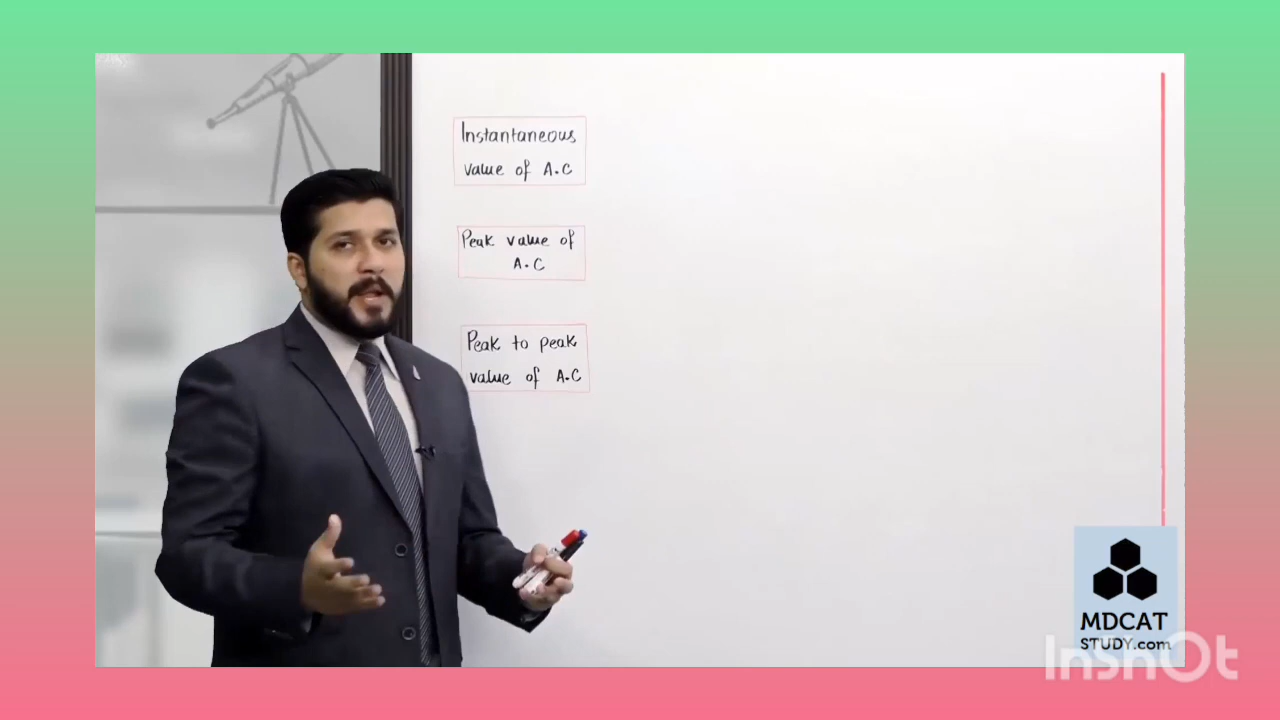 Instantaneous
value of A.C
Peak value of
A.C
Peak to peak
value of A.C
MDCAT
STUDY.com
InShOt